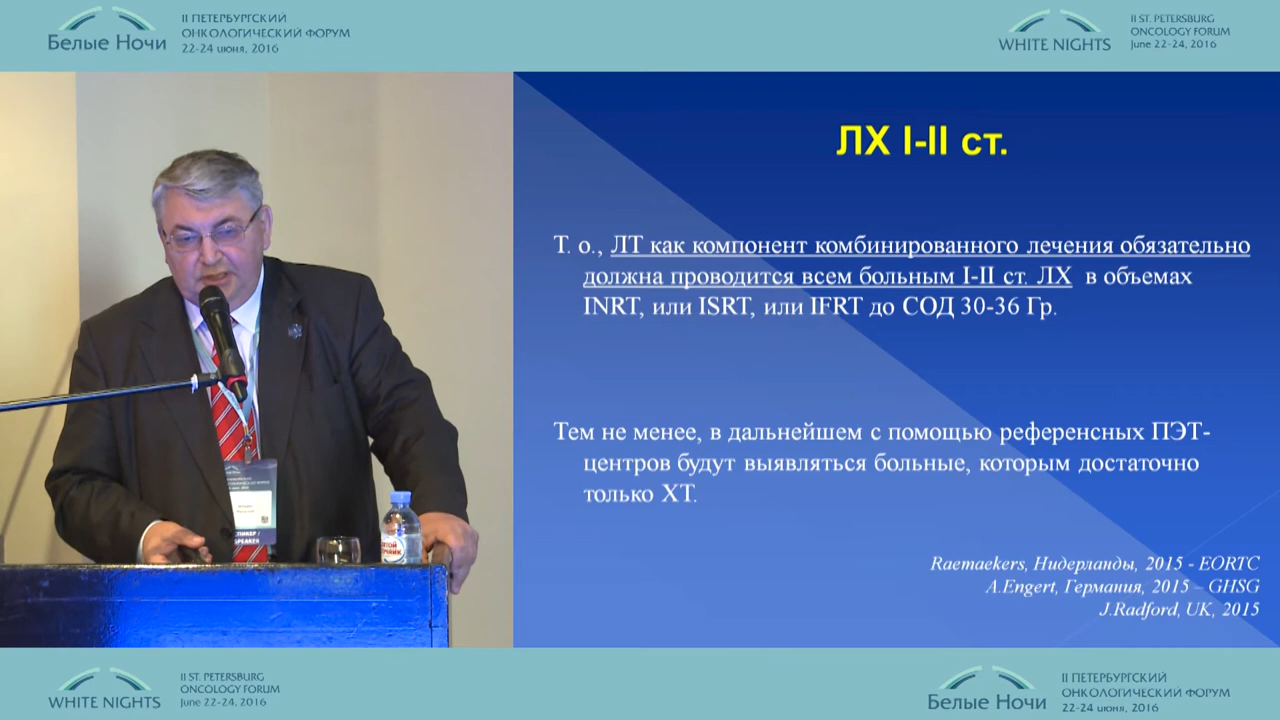 Белые Ночи
II ПЕТЕРБУРГСКИЙ
ОНКОЛОГИЧЕСКИЙ ФОРУМ
22-24 июня, 2016
WHITE NIGHTS
II ST. PETERSBURG
ONCOLOGY FORUM
June 22-24, 2016
ЛХ I-II ст.
Т. о., ЛТ как компонент комбинированного лечения обязательно
должна проводится всем больным I-II ст. ЛХ в объемах
INRT, или ISRT, или IFRT до СОД 30-36 Гр.
Тем не менее, в дальнейшем с помощью референсных ПЭТ-
центров будут выявляться больные, которым достаточно
только ХТ.
Raemaekers, Нидерланды, 2015 - EORTC
A.Engert, Германия, 2015 – GHSG
J.Radford, UK, 2015
WHITE NIGHTS
II ST. PETERSBURG
ONCOLOGY FORUM
June 22-24, 2016
Белые Ночи
II ПЕТЕРБУРГСКИЙ
ОНКОЛОГИЧЕСКИЙ ФОРУМ
22-24 июня, 2016